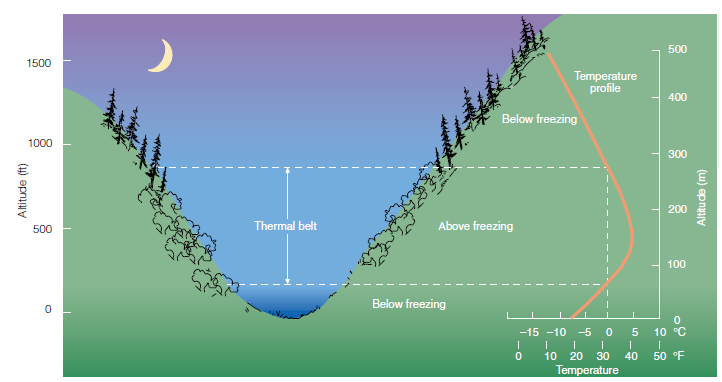 1500
1000
500
0
Altitude (ft)
Thermal belt
Below freezing
Above freezing
Below freezing
Temperature
profile
500
400
300
200
100
0
Altitude (m)
–15 –10 –5 0 5 10 °C
0 10 20 30 40 50 °F
Temperature